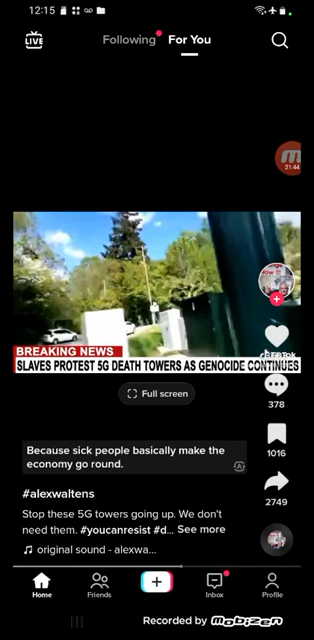 12:15
LIVE
Following
For You
21:44
BREAKING NEWS
SLAVES PROTEST 5G DEATH TOWERS AS GENOCIDE CONTINUES
Full screen
378
Because sick people basically make the
economy go round.
1016
#alexwaltens
2749
Stop these 5G towers going up. We don't
need them. #youcanresist #d... See more
original sound - alexwa...
Home
Friends
Inbox
Profile
Recorded by mobizen